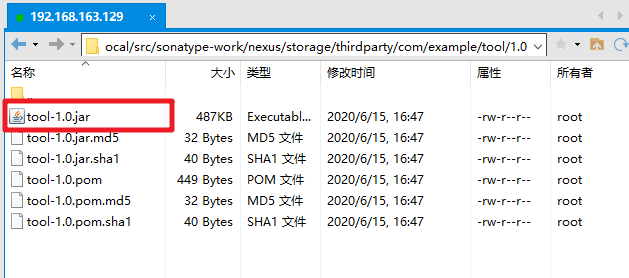 192.168.163.129
ocal/src/sonatype-work/nexus/storage/thirdparty/com/example/tool/1.0
名称 大小 类型 修改时间 属性 所有者
..
tool-1.0.jar 487KB Executabl... 2020/6/15, 16:47 -rw-r--r-- root
tool-1.0.jar.md5 32 Bytes MD5 文件 2020/6/15, 16:47 -rw-r--r-- root
tool-1.0.jar.sha1 40 Bytes SHA1 文件 2020/6/15, 16:47 -rw-r--r-- root
tool-1.0.pom 449 Bytes POM 文件 2020/6/15, 16:47 -rw-r--r-- root
tool-1.0.pom.md5 32 Bytes MD5 文件 2020/6/15, 16:47 -rw-r--r-- root
tool-1.0.pom.sha1 40 Bytes SHA1 文件 2020/6/15, 16:47 -rw-r--r-- root